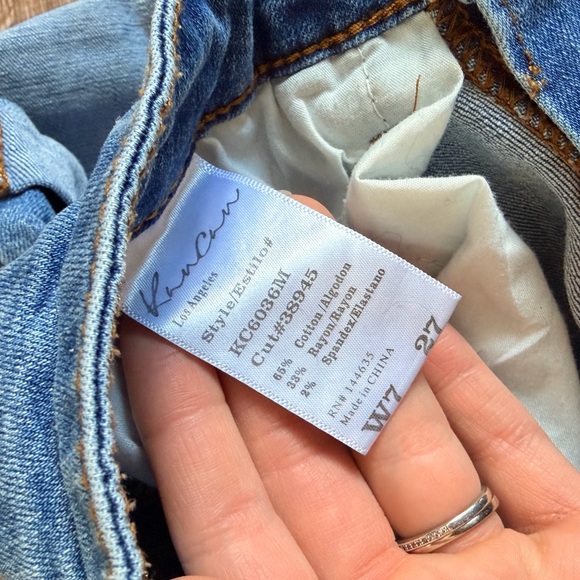 KanCan
Los Angeles
Style/Estilo#
KC6036M
Cut#38945
65% Cotton/Algodon
33% Rayon/Rayon
2% Spandez/Elastano
RN# 144635
Made in CHINA
W7 27